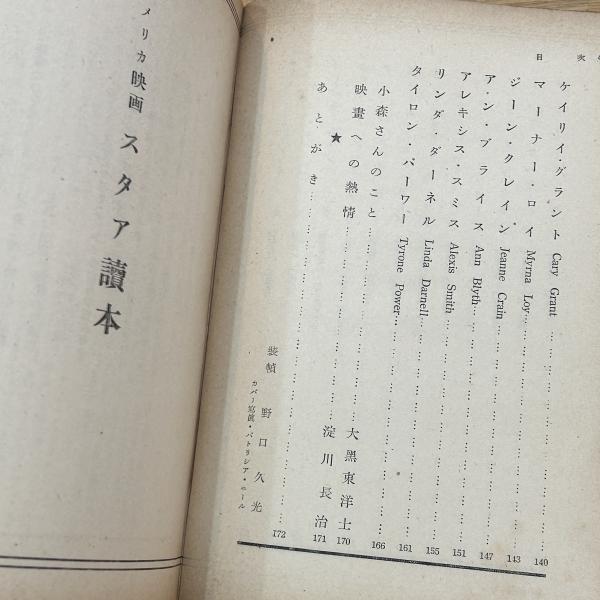 目次
ケイリイ・グラント Cary Grant……………140
マーナー・ロイ Myrna Loy……………143
ジーン・クレイン Jeanne Crain……………147
アン・ブライス Ann Blyth……………151
アレキシス・スミス Alexis Smith……………155
リンダ・ダーネル Linda Darnell……………161
タイロン・パーワー Tyrone Power……………166
小森さんのこと……………大黑東洋士 170
映畫への熱情……………淀川長治 171
★
あとがき……………172
装幀 野口久光
カバー寫眞・パトリシア・ニール
メリカ映画 スタア讀本